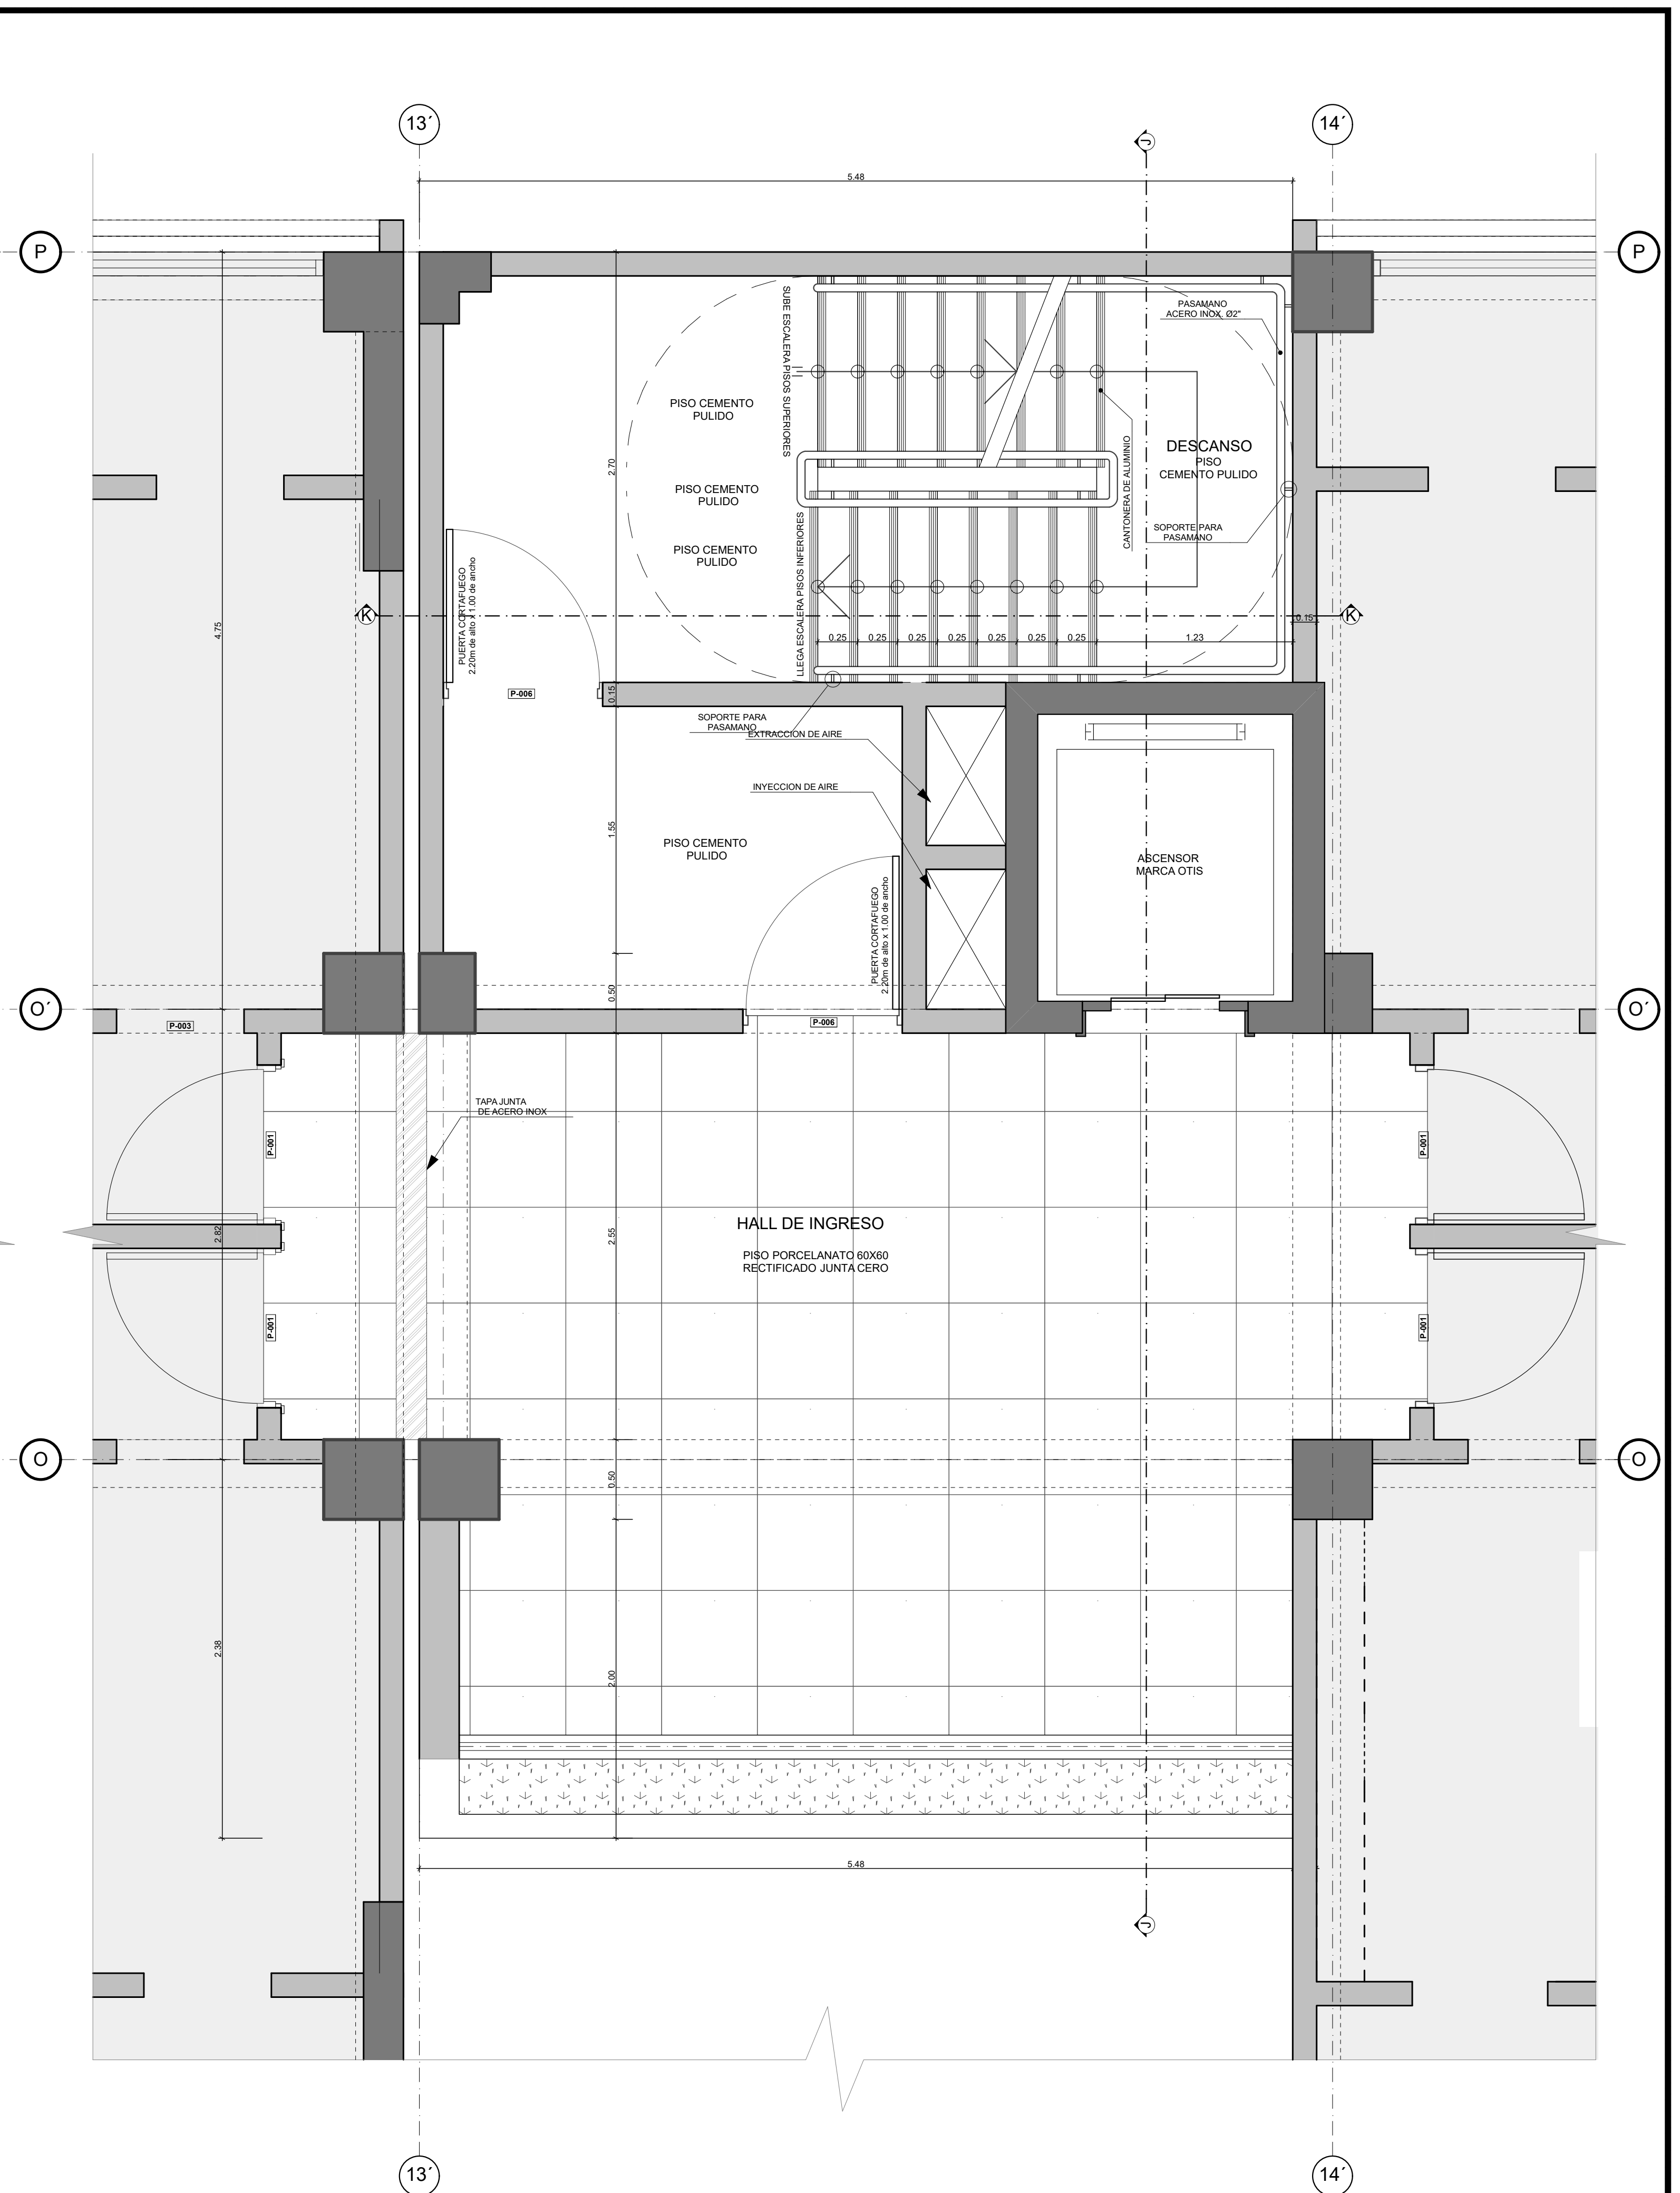 13´
14´
J
5.48
P
P
PASAMANO
ACERO INOX. Ø2"
SUBE ESCALERA PISOS SUPERIORES
PISO CEMENTO
PULIDO
DESCANSO
PISO
CEMENTO PULIDO
CANTONERA DE ALUMINIO
2.70
PISO CEMENTO
PULIDO
SOPORTE PARA
PASAMANO
LLEGA ESCALERA PISOS INFERIORES
PISO CEMENTO
PULIDO
PUERTA CORTAFUEGO
2.20m de alto x 1.00 de ancho
K
K
0.15
4.75
0.25
0.25
0.25
0.25
0.25
0.25
0.25
1.23
P-006
0.15
SOPORTE PARA
PASAMANO
EXTRACCION DE AIRE
INYECCION DE AIRE
1.55
PISO CEMENTO
PULIDO
ASCENSOR
MARCA OTIS
PUERTA CORTAFUEGO
2.20m de alto x 1.00 de ancho
0.50
O´
O´
P-003
P-006
TAPA JUNTA
DE ACERO INOX
P-001
P-001
HALL DE INGRESO
2.82
2.55
PISO PORCELANATO 60X60
RECTIFICADO JUNTA CERO
P-001
P-001
O
O
0.50
2.38
2.00
5.48
J
13´
14´